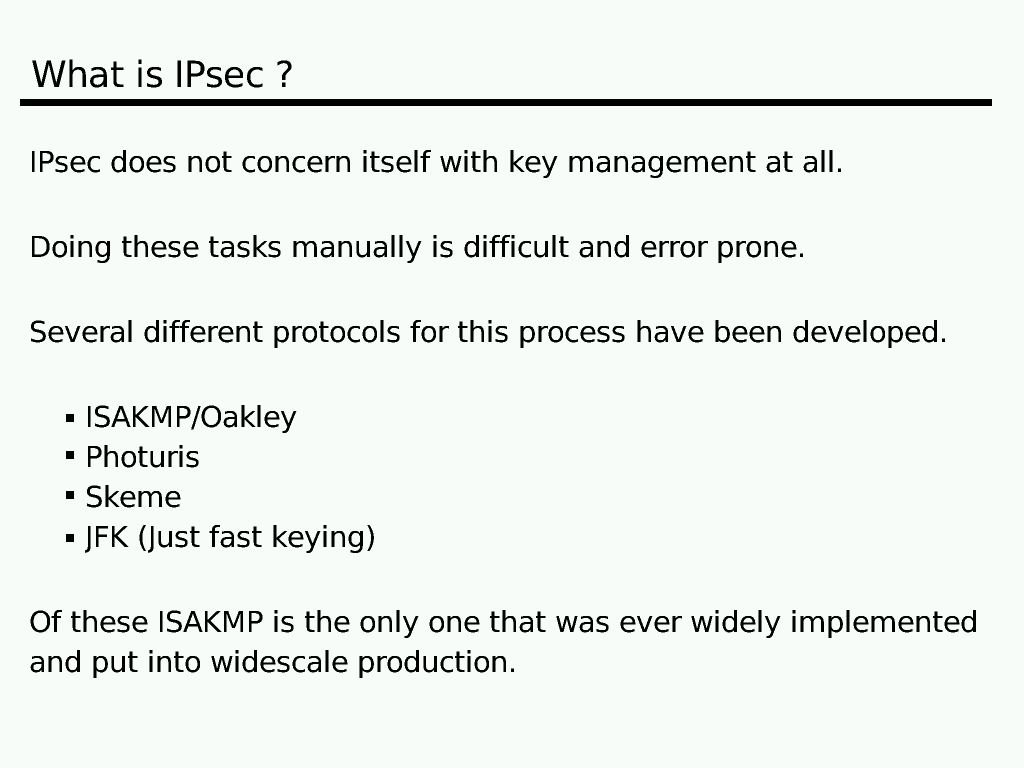 What is IPsec ?
IPsec does not concern itself with key management at all.
Doing these tasks manually is difficult and error prone.
Several different protocols for this process have been developed.
▪ ISAKMP/Oakley
▪ Photuris
▪ Skeme
▪ JFK (Just fast keying)
Of these ISAKMP is the only one that was ever widely implemented
and put into widescale production.